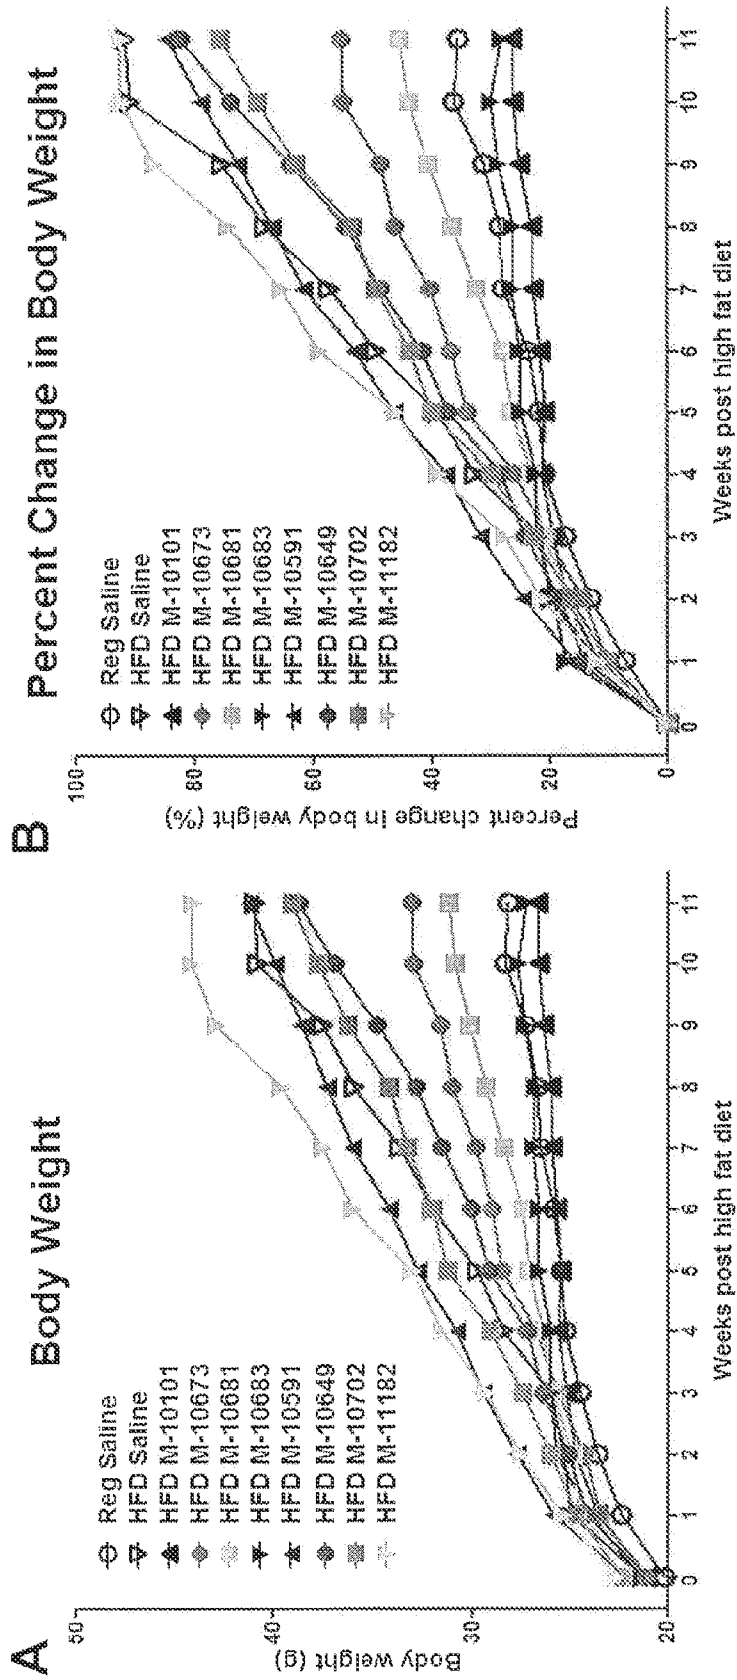 A
Body Weight
50
40
30
20
Body weight (g)
Reg Saline
HFD Saline
HFD M-10101
HFD M-10673
HFD M-10681
HFD M-10683
HFD M-10591
HFD M-10649
HFD M-10702
HFD M-11182
0 1 2 3 4 5 6 7 8 9 10 11
Weeks post high fat diet
B
Percent Change in Body Weight
100
80
60
40
20
0
Percent change in body weight (%)
Reg Saline
HFD Saline
HFD M-10101
HFD M-10673
HFD M-10681
HFD M-10683
HFD M-10591
HFD M-10649
HFD M-10702
HFD M-11182
0 1 2 3 4 5 6 7 8 9 10 11
Weeks post high fat diet